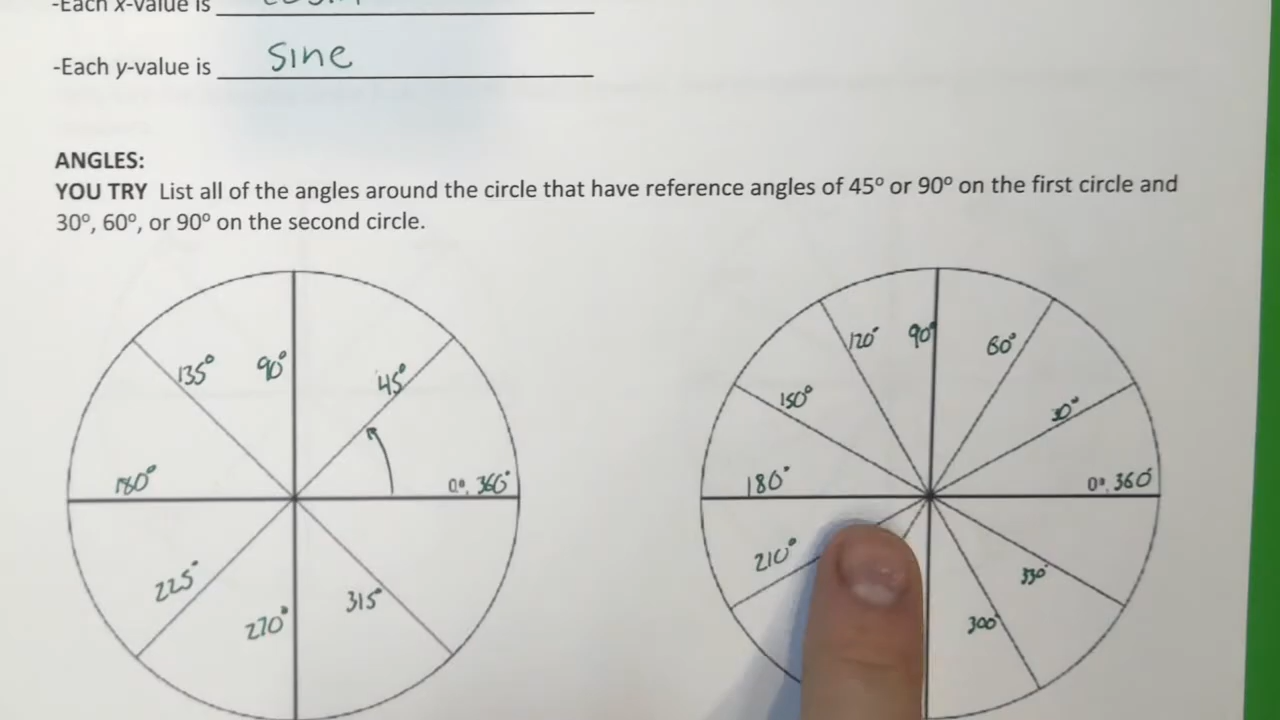 -Each x-value is
-Each y-value is sine
ANGLES:
YOU TRY List all of the angles around the circle that have reference angles of 45° or 90° on the first circle and
30°, 60°, or 90° on the second circle.
135° 90° 45°
180° 0°, 360°
225° 270° 315°
120° 90° 60°
150° 30°
180° 0°, 360°
210° 330°
300°